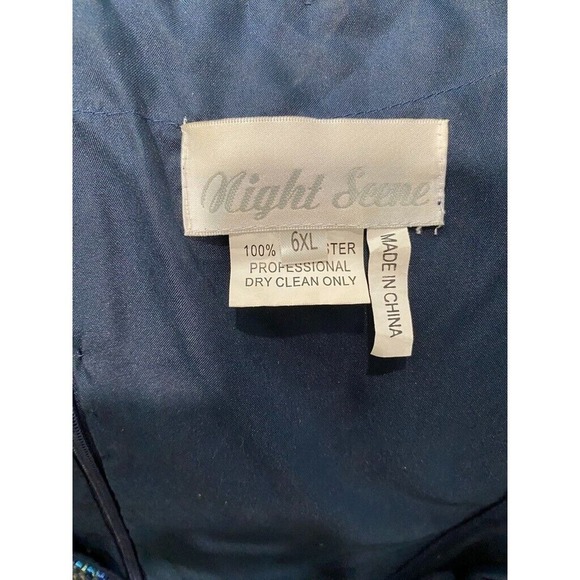 Night Scene
6XL
100% STER
PROFESSIONAL
DRY CLEAN ONLY
MADE IN CHINA